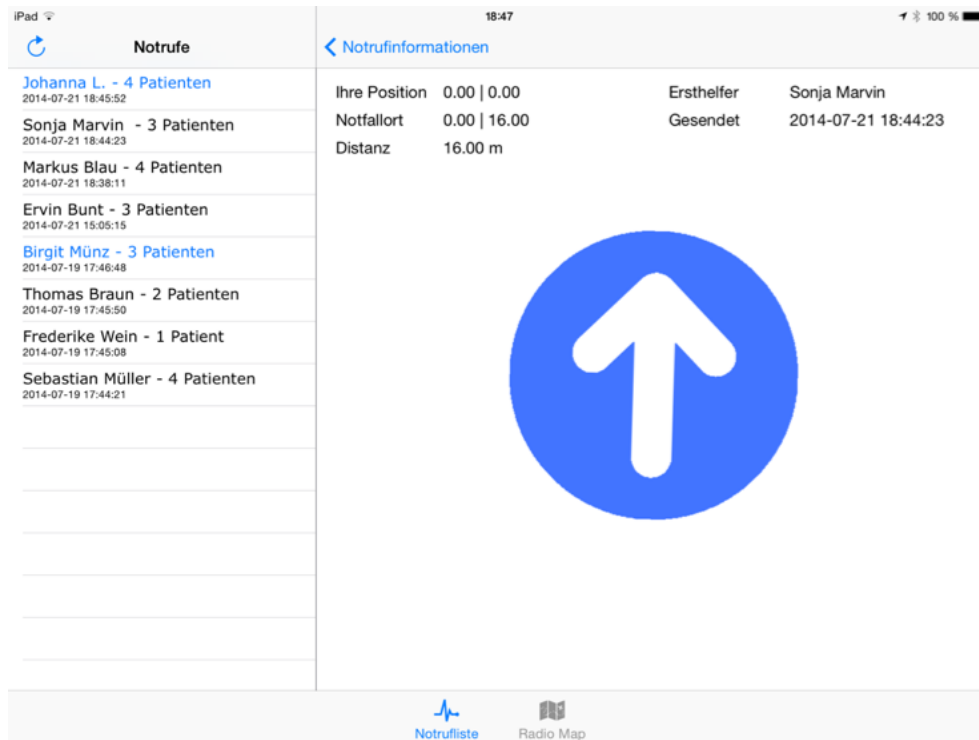 iPad 18:47 100 %
Notrufe
Notrufinformationen
Johanna L. - 4 Patienten
2014-07-21 18:45:52
Sonja Marvin - 3 Patienten
2014-07-21 18:44:23
Markus Blau - 4 Patienten
2014-07-21 18:38:11
Ervin Bunt - 3 Patienten
2014-07-21 15:05:15
Birgit Münz - 3 Patienten
2014-07-19 17:46:48
Thomas Braun - 2 Patienten
2014-07-19 17:45:50
Frederike Wein - 1 Patient
2014-07-19 17:45:08
Sebastian Müller - 4 Patienten
2014-07-19 17:44:21
Ihre Position 0.00 | 0.00 Ersthelfer Sonja Marvin
Notfallort 0.00 | 16.00 Gesendet 2014-07-21 18:44:23
Distanz 16.00 m
Notrufliste Radio Map